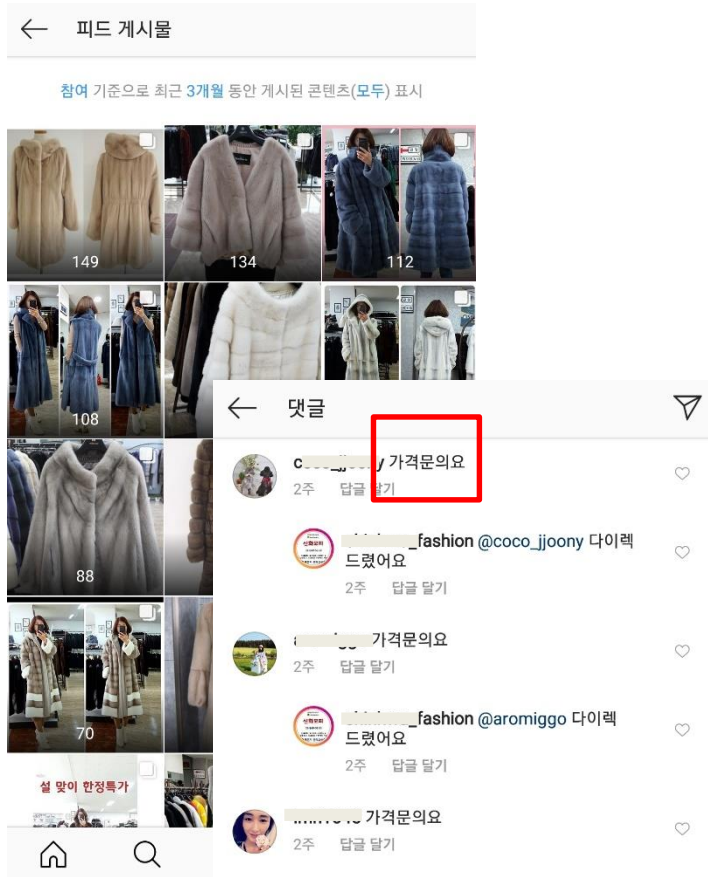 피드 게시물
참여 기준으로 최근 3개월 동안 게시된 콘텐츠(모두) 표시
149
134
112
108
88
70
설 맞이 한정특가
댓글
가격문의요
2주 답글 달기
_fashion @coco_jjoony 다이렉
드렸어요
2주 답글 달기
가격문의요
2주 답글 달기
_fashion @aromiggo 다이렉
드렸어요
2주 답글 달기
가격문의요
2주 답글 달기